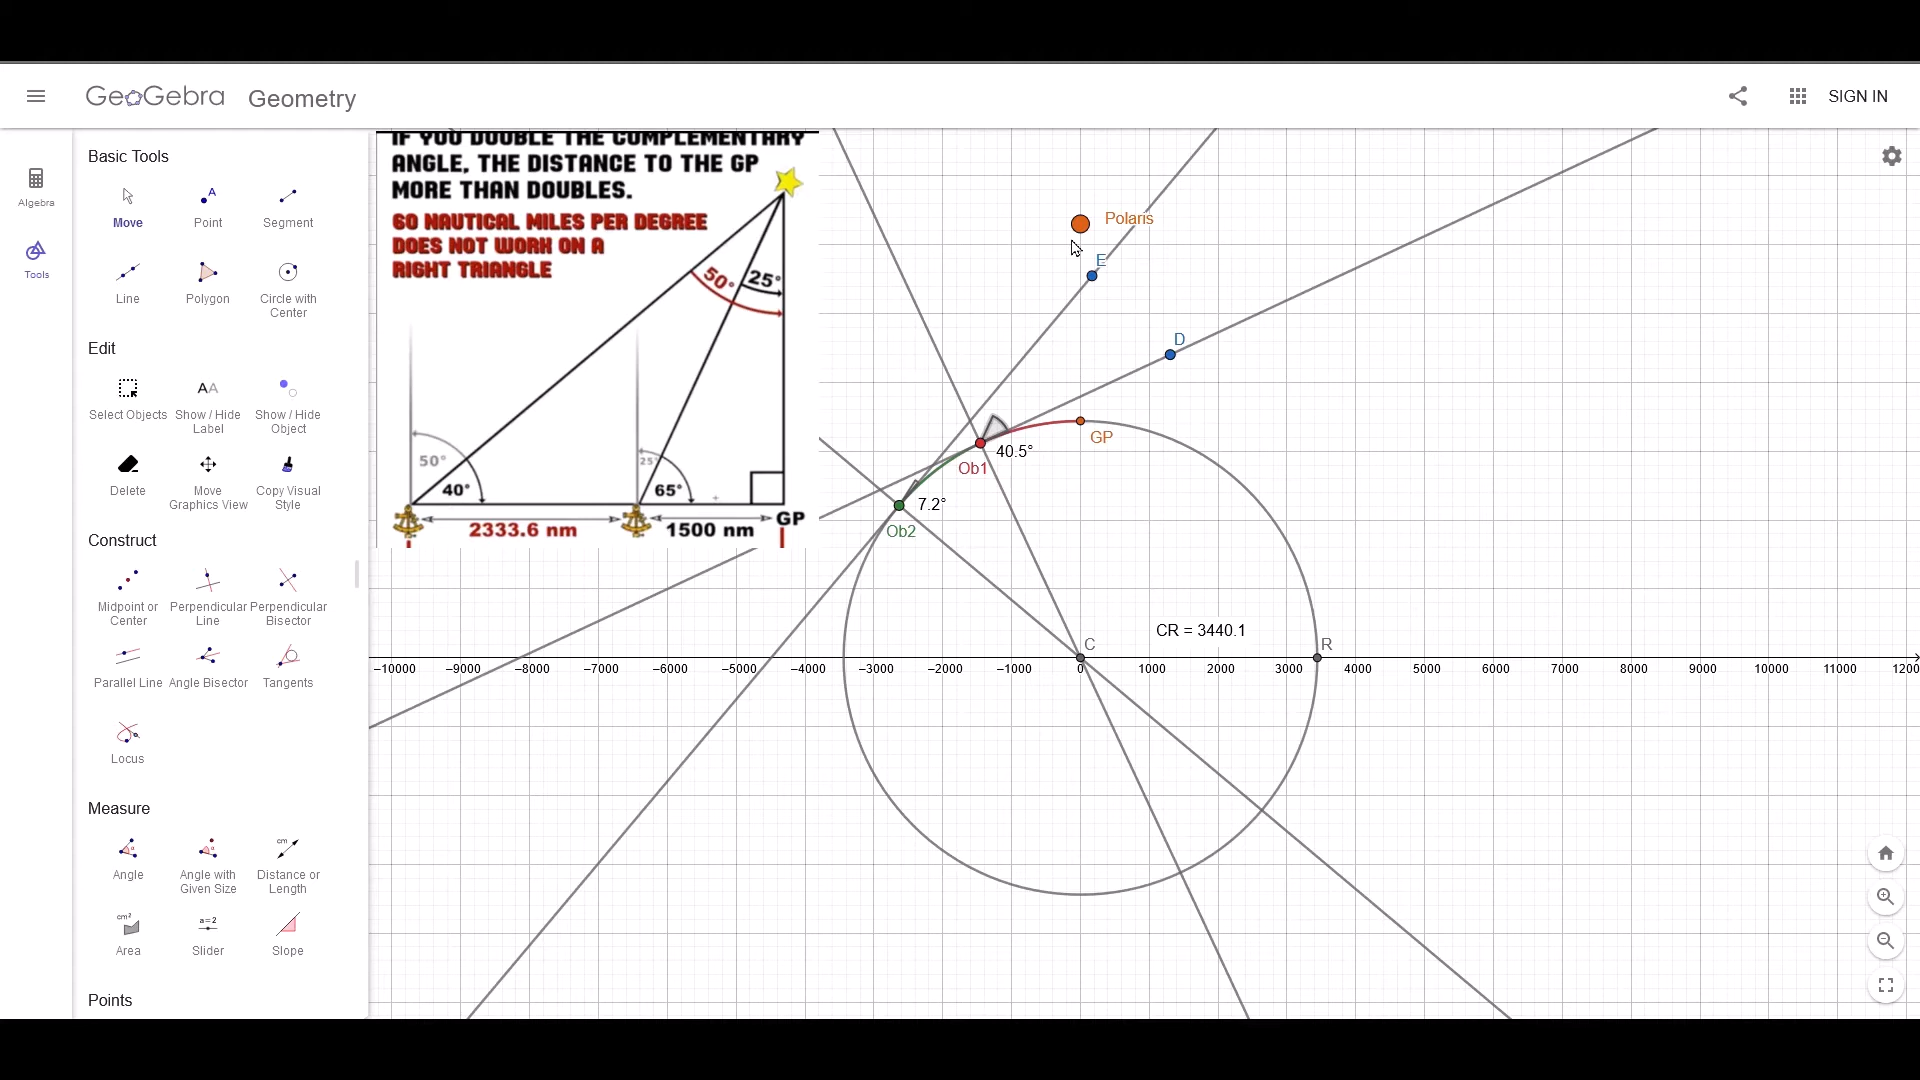 GeoGebra Geometry
SIGN IN
Algebra
Tools
Basic Tools
Move
Point
Segment
Line
Polygon
Circle with
Center
Edit
Select Objects
Show / Hide
Label
Show / Hide
Object
Delete
Move
Graphics View
Copy Visual
Style
Construct
Midpoint or
Center
Perpendicular
Line
Perpendicular
Bisector
Parallel Line
Angle Bisector
Tangents
Locus
Measure
cm
Angle
Angle with
Given Size
Distance or
Length
cm²
a=2
Area
Slider
Slope
Points
IF YOU DOUBLE THE COMPLEMENTARY
ANGLE, THE DISTANCE TO THE GP
MORE THAN DOUBLES.
60 NAUTICAL MILES PER DEGREE
DOES NOT WORK ON A
RIGHT TRIANGLE
50° 25°
50° 40°
25° 65°
2333.6 nm 1500 nm GP
Polaris
E
D
GP
40.5°
Ob1
7.2°
Ob2
CR = 3440.1
C
R
−10000 −9000 −8000 −7000 −6000 −5000 −4000 −3000 −2000 −1000 0 1000 2000 3000 4000 5000 6000 7000 8000 9000 10000 11000 1200